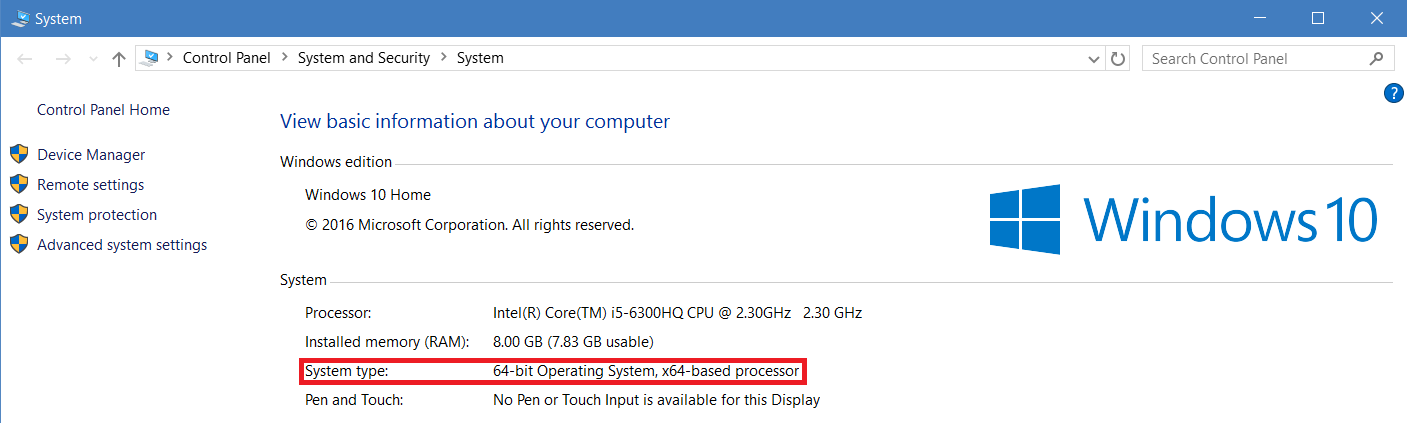 System
Control Panel > System and Security > System
Search Control Panel
?
Control Panel Home
Device Manager
Remote settings
System protection
Advanced system settings
View basic information about your computer
Windows edition
Windows 10 Home
© 2016 Microsoft Corporation. All rights reserved.
Windows 10
System
Processor: Intel(R) Core(TM) i5-6300HQ CPU @ 2.30GHz 2.30 GHz
Installed memory (RAM): 8.00 GB (7.83 GB usable)
System type: 64-bit Operating System, x64-based processor
Pen and Touch: No Pen or Touch Input is available for this Display